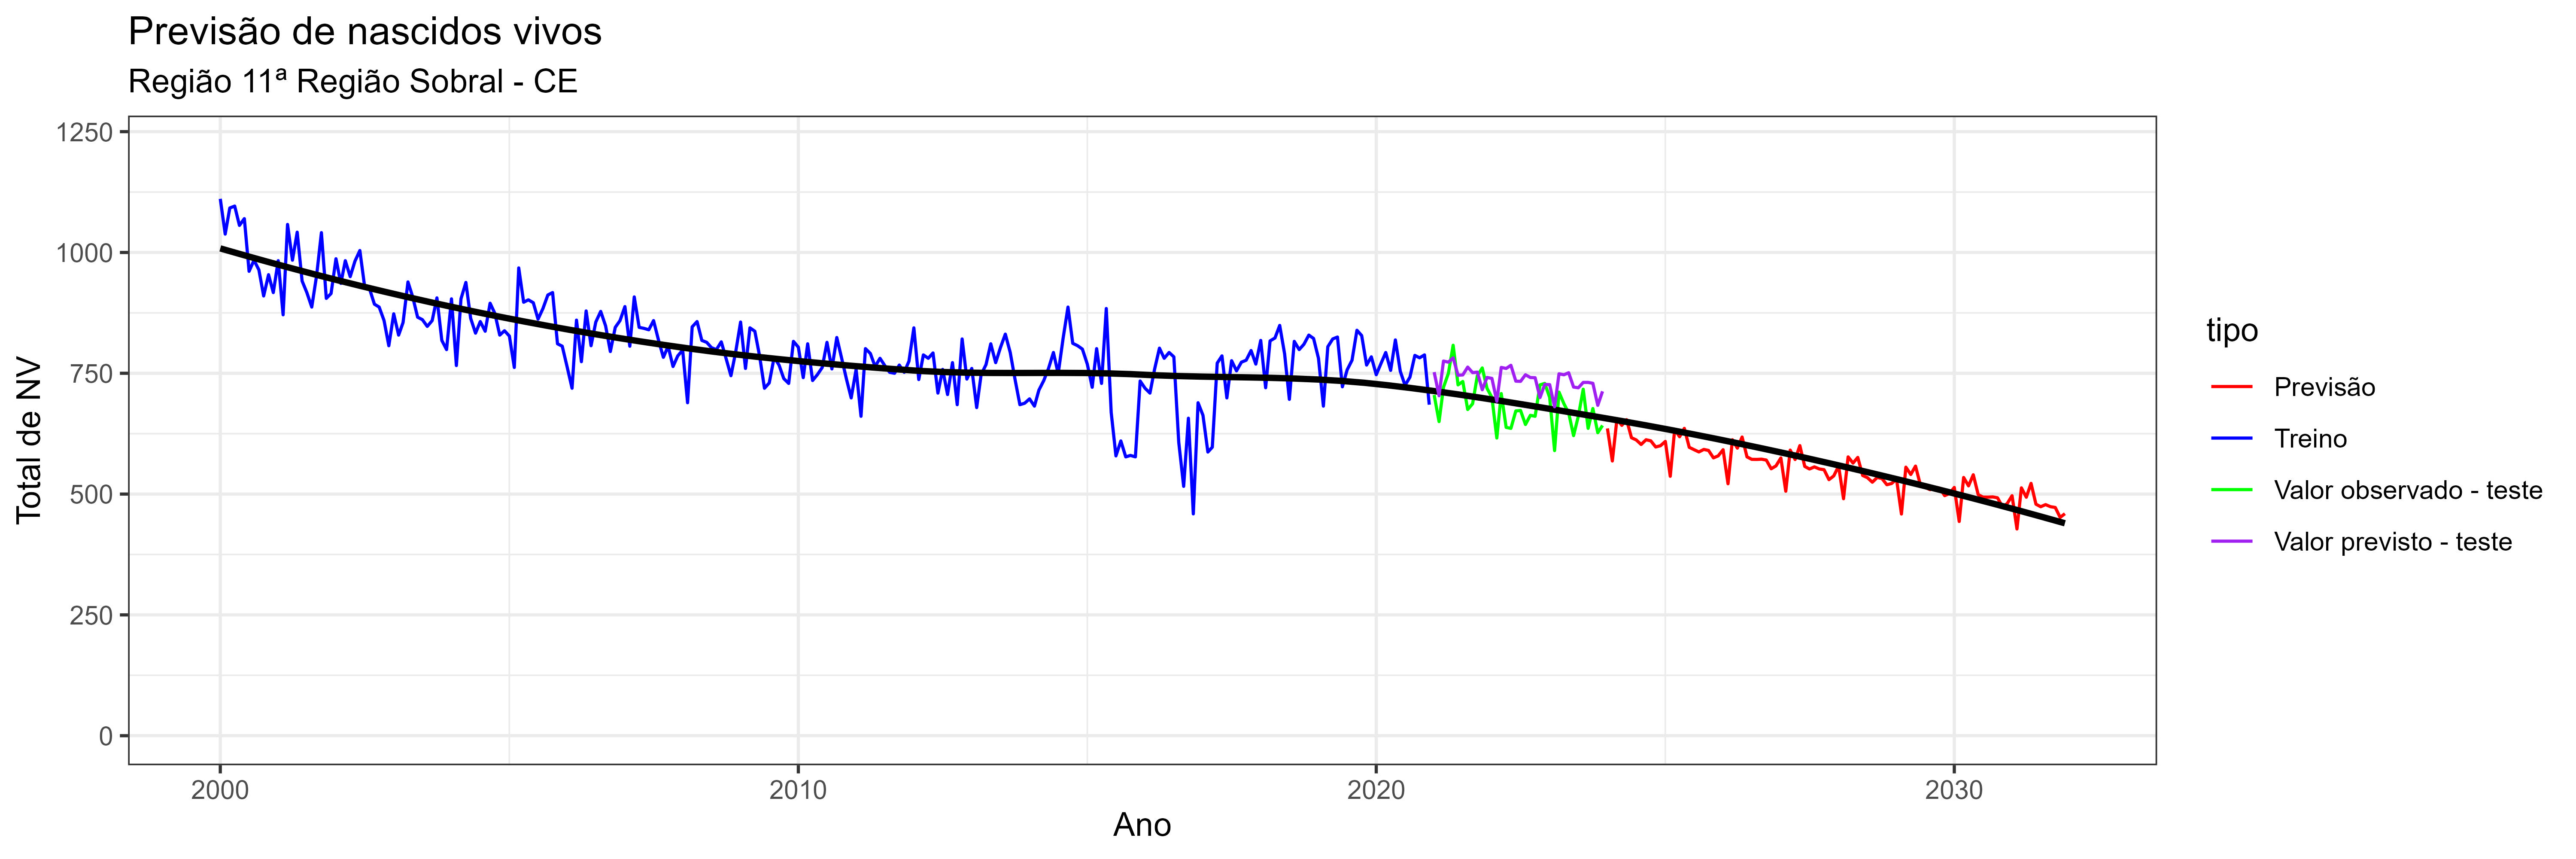 Previsão de nascidos vivos
Região 11ª Região Sobral - CE
Total de NV
1250
1000
750
500
250
0
2000
2010
2020
2030
Ano
tipo
Previsão
Treino
Valor observado - teste
Valor previsto - teste